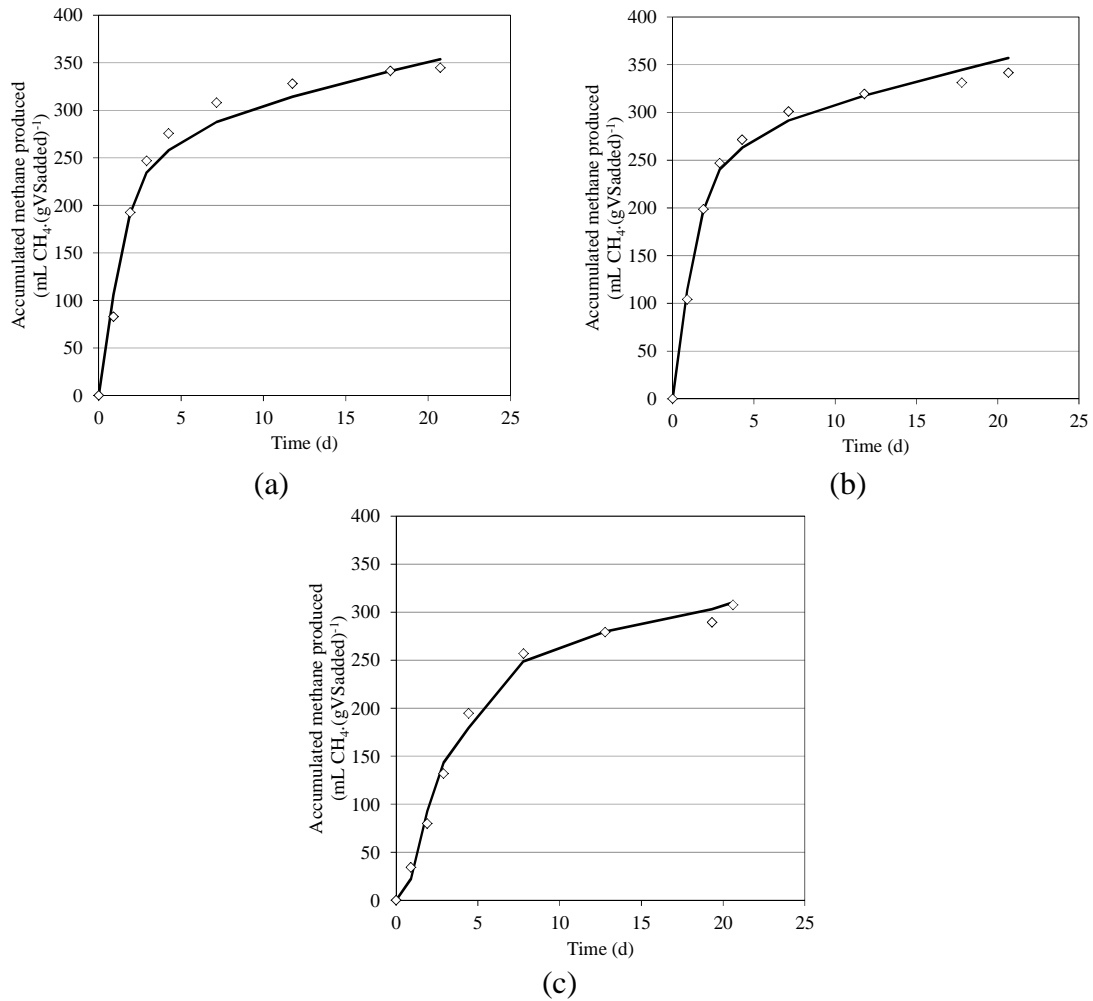 400
350
300
250
200
150
100
50
0
Accumulated methane produced
(mL CH₄.(gVSadded)⁻¹)
0 5 10 15 20 25
Time (d)
(a)
400
350
300
250
200
150
100
50
0
Accumulated methane produced
(mL CH₄.(gVSadded)⁻¹)
0 5 10 15 20 25
Time (d)
(b)
400
350
300
250
200
150
100
50
0
Accumulated methane produced
(mL CH₄.(gVSadded)⁻¹)
0 5 10 15 20 25
Time (d)
(c)